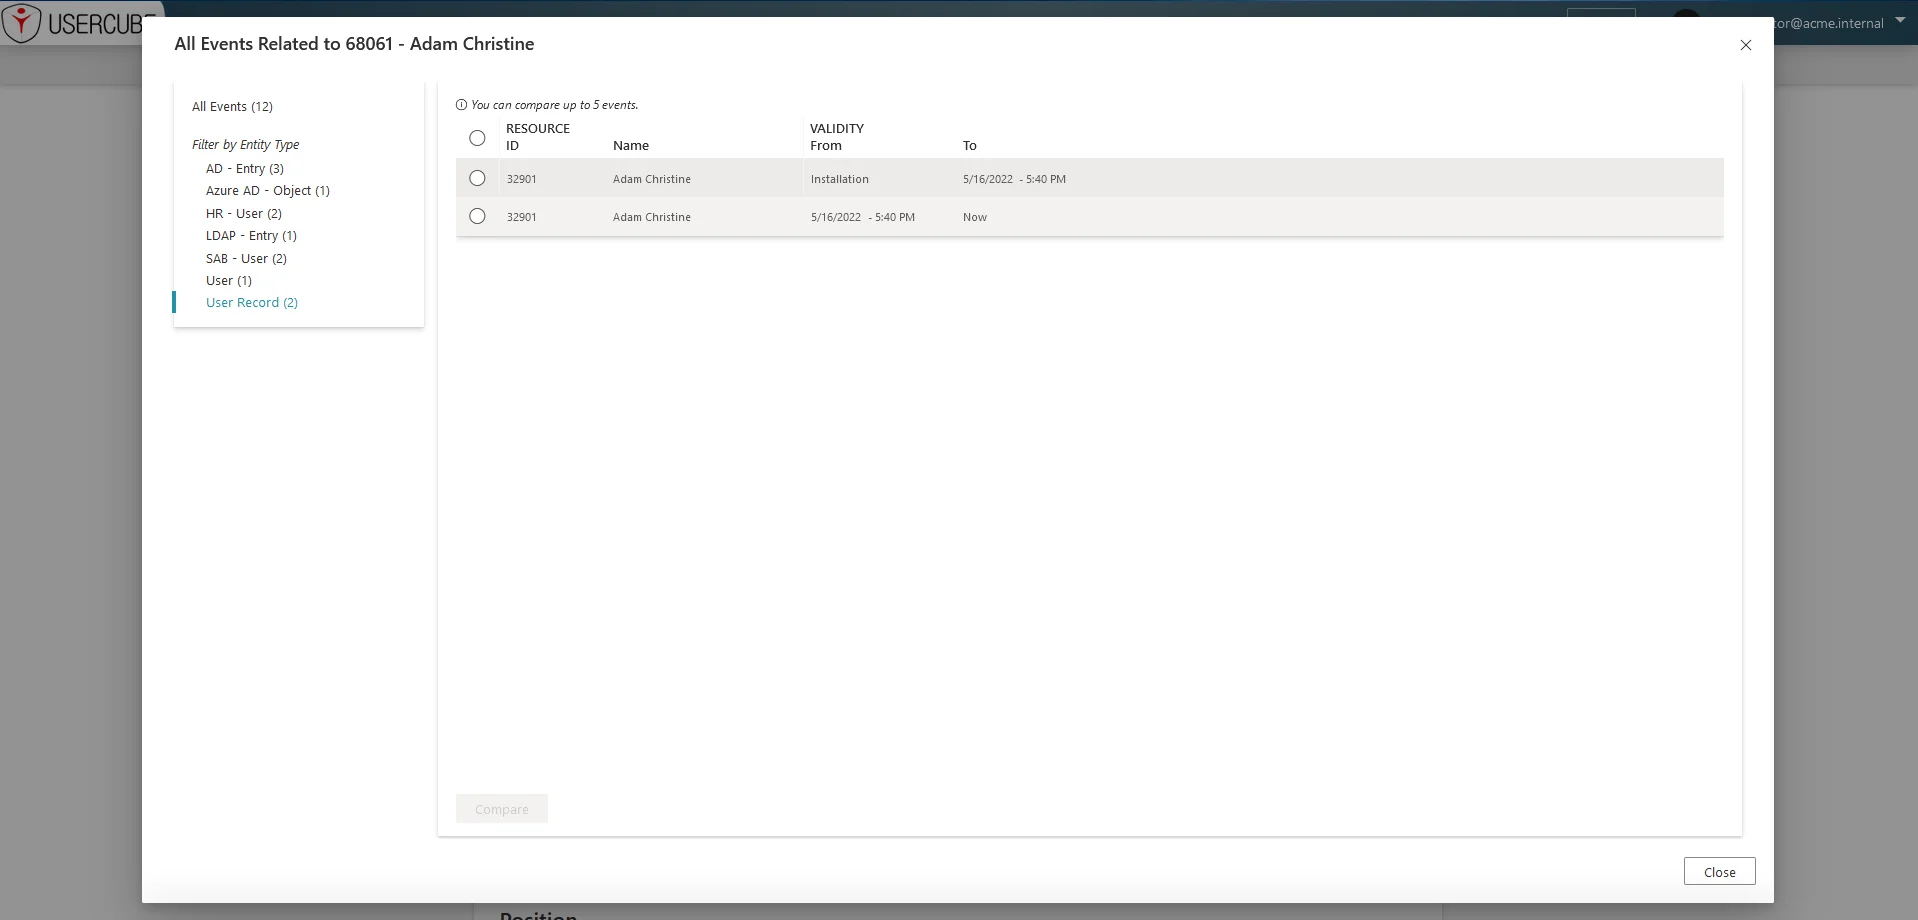 USERCUBE
tor@acme.internal
All Events Related to 68061 - Adam Christine
All Events (12)
Filter by Entity Type
AD - Entry (3)
Azure AD - Object (1)
HR - User (2)
LDAP - Entry (1)
SAB - User (2)
User (1)
User Record (2)
You can compare up to 5 events.
RESOURCE VALIDITY
ID Name From To
32901 Adam Christine Installation 5/16/2022 - 5:40 PM
32901 Adam Christine 5/16/2022 - 5:40 PM Now
Compare
Close
Position